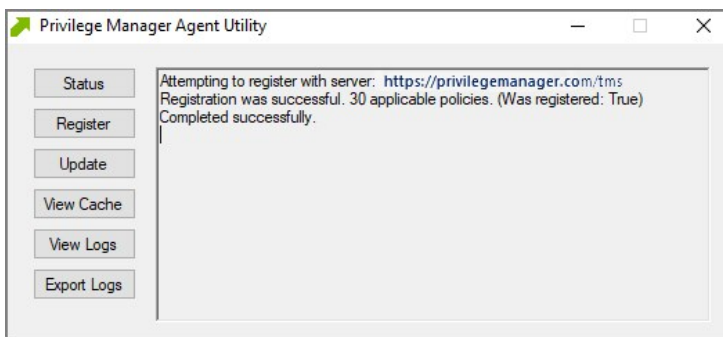 Privilege Manager Agent Utility
Status
Register
Update
View Cache
View Logs
Export Logs
Attempting to register with server: https://privilegemanager.com/tms
Registration was successful. 30 applicable policies. (Was registered: True)
Completed successfully.